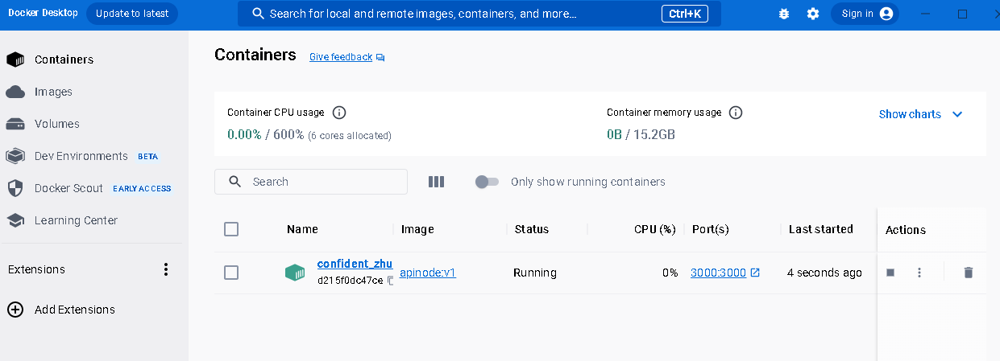 Docker Desktop Update to latest Search for local and remote images, containers, and more... Ctrl+K Sign in
Containers
Images
Volumes
Dev Environments BETA
Docker Scout EARLY ACCESS
Learning Center
Extensions
Add Extensions
Containers Give feedback
Container CPU usage
0.00% / 600% (6 cores allocated)
Container memory usage
0B / 15.2GB
Show charts
Search
Only show running containers
Name Image Status CPU (%) Port(s) Last started Actions
confident_zhu
d215f0dc47ce
apinode:v1 Running 0% 3000:3000 4 seconds ago